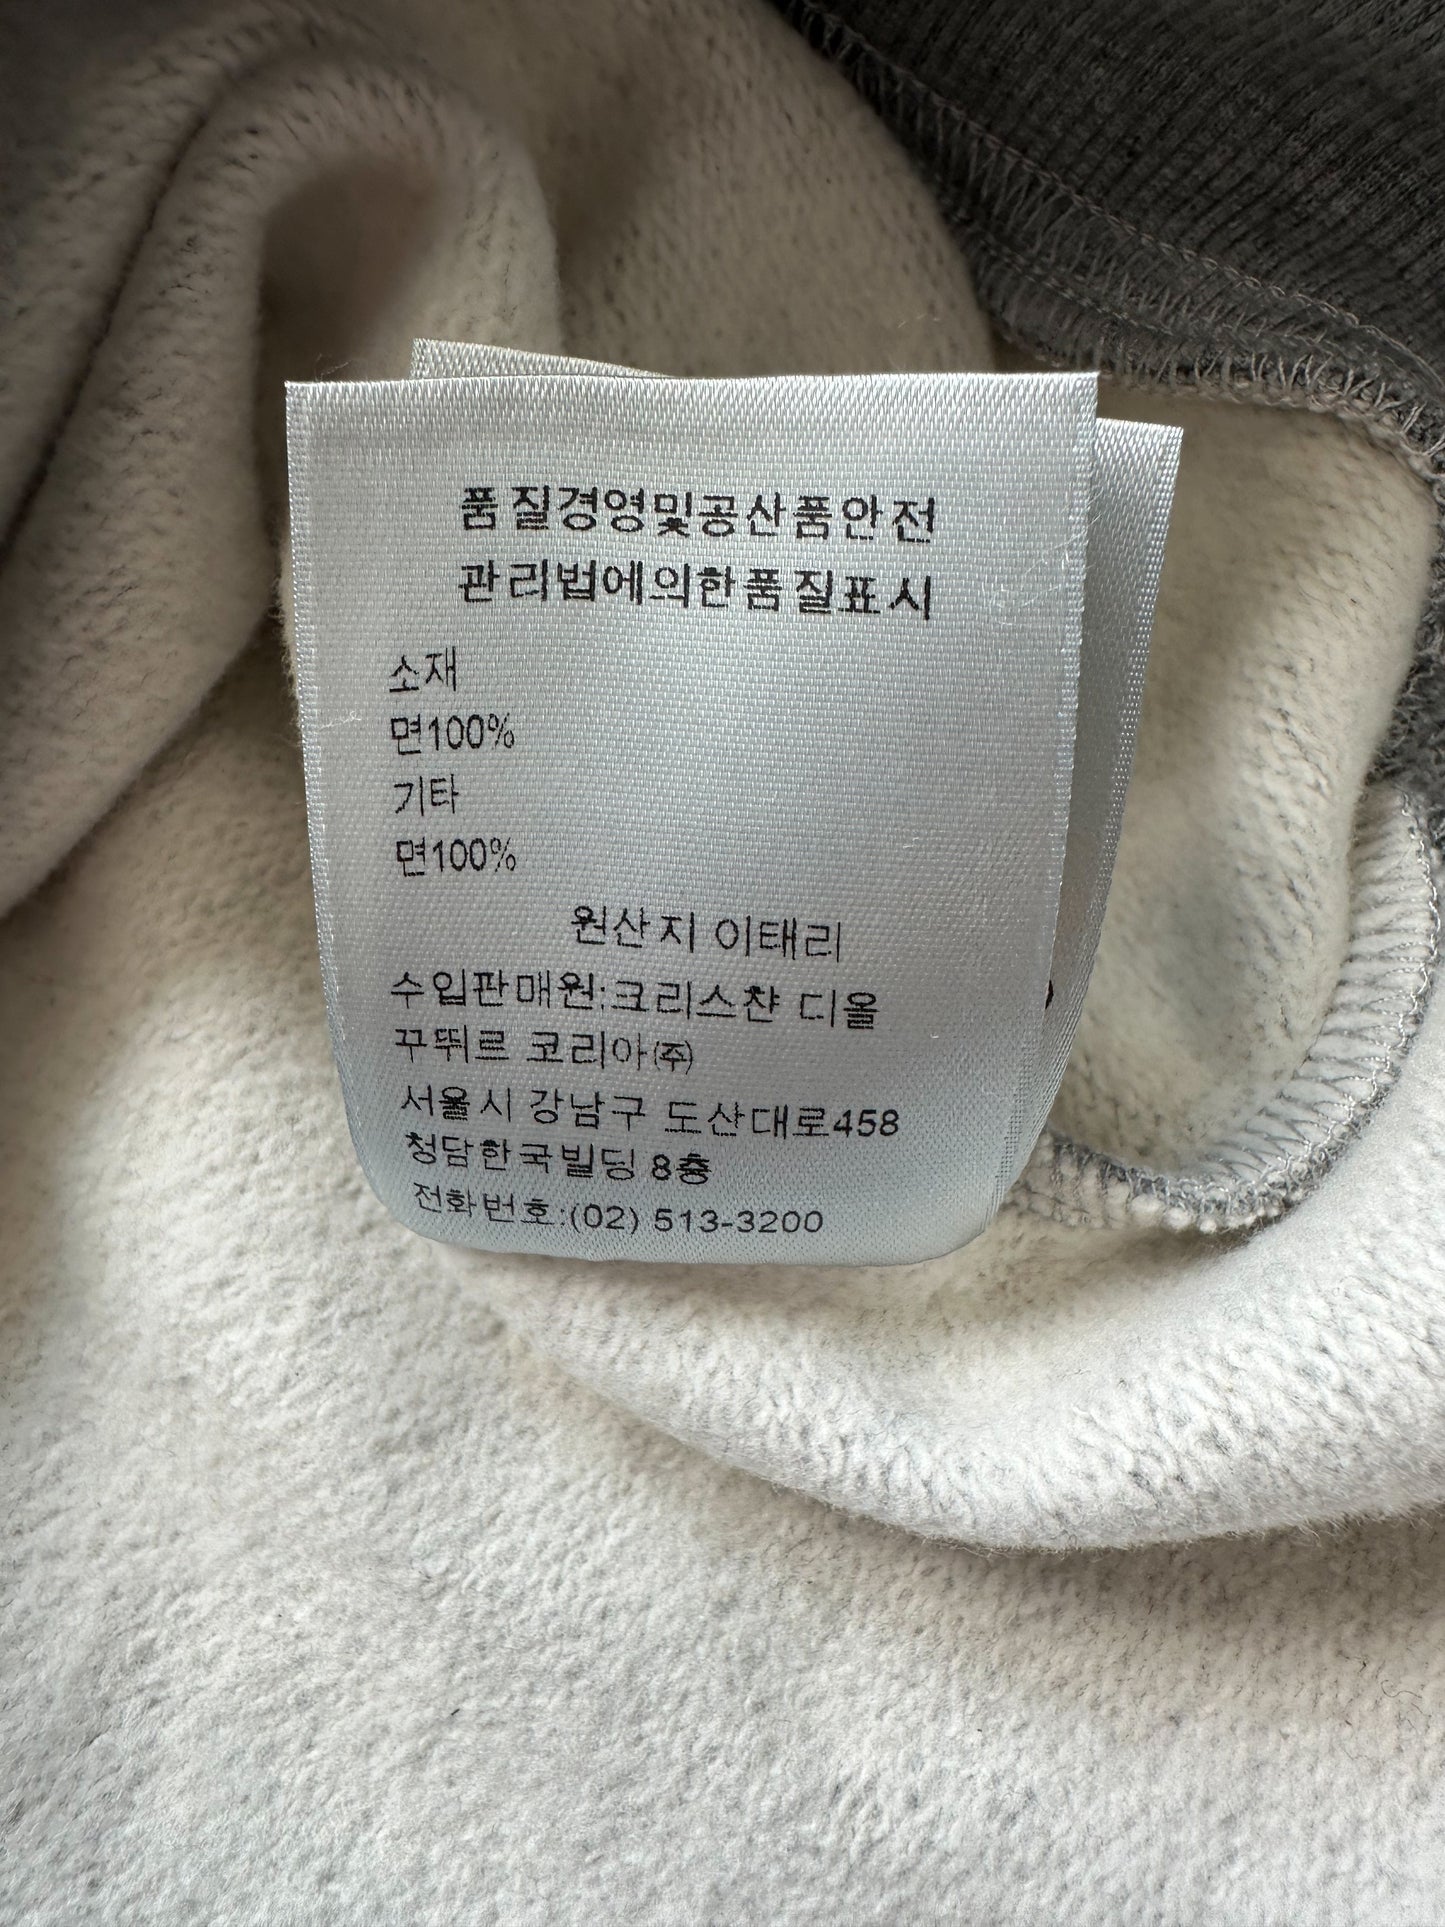 품질경영및공산품안전
관리법에의한품질표시
소재
면100%
기타
면100%
원산지 이태리
수입판매원:크리스챤 디올
꾸뛰르 코리아(주)
서울시 강남구 도산대로458
청담한국빌딩 8층
전화번호:(02) 513-3200